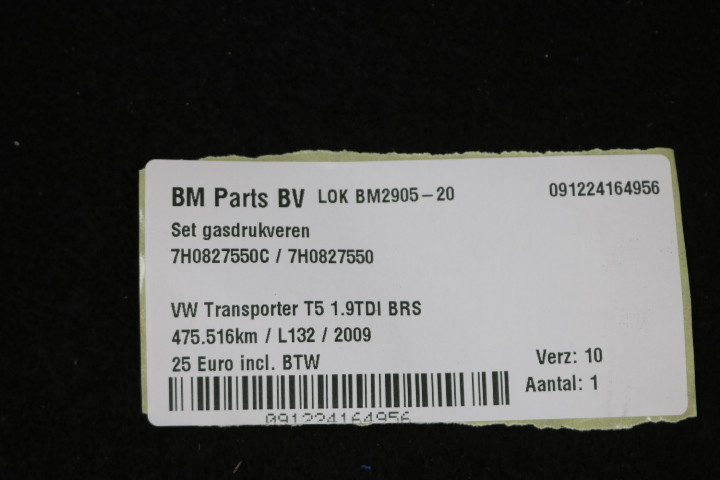 BM Parts BV LOK BM2905-20 091224164956
Set gasdrukveren
7H0827550C / 7H0827550
VW Transporter T5 1.9TDI BRS
475.516km / L132 / 2009
25 Euro incl. BTW Verz: 10
Aantal: 1
091224164956